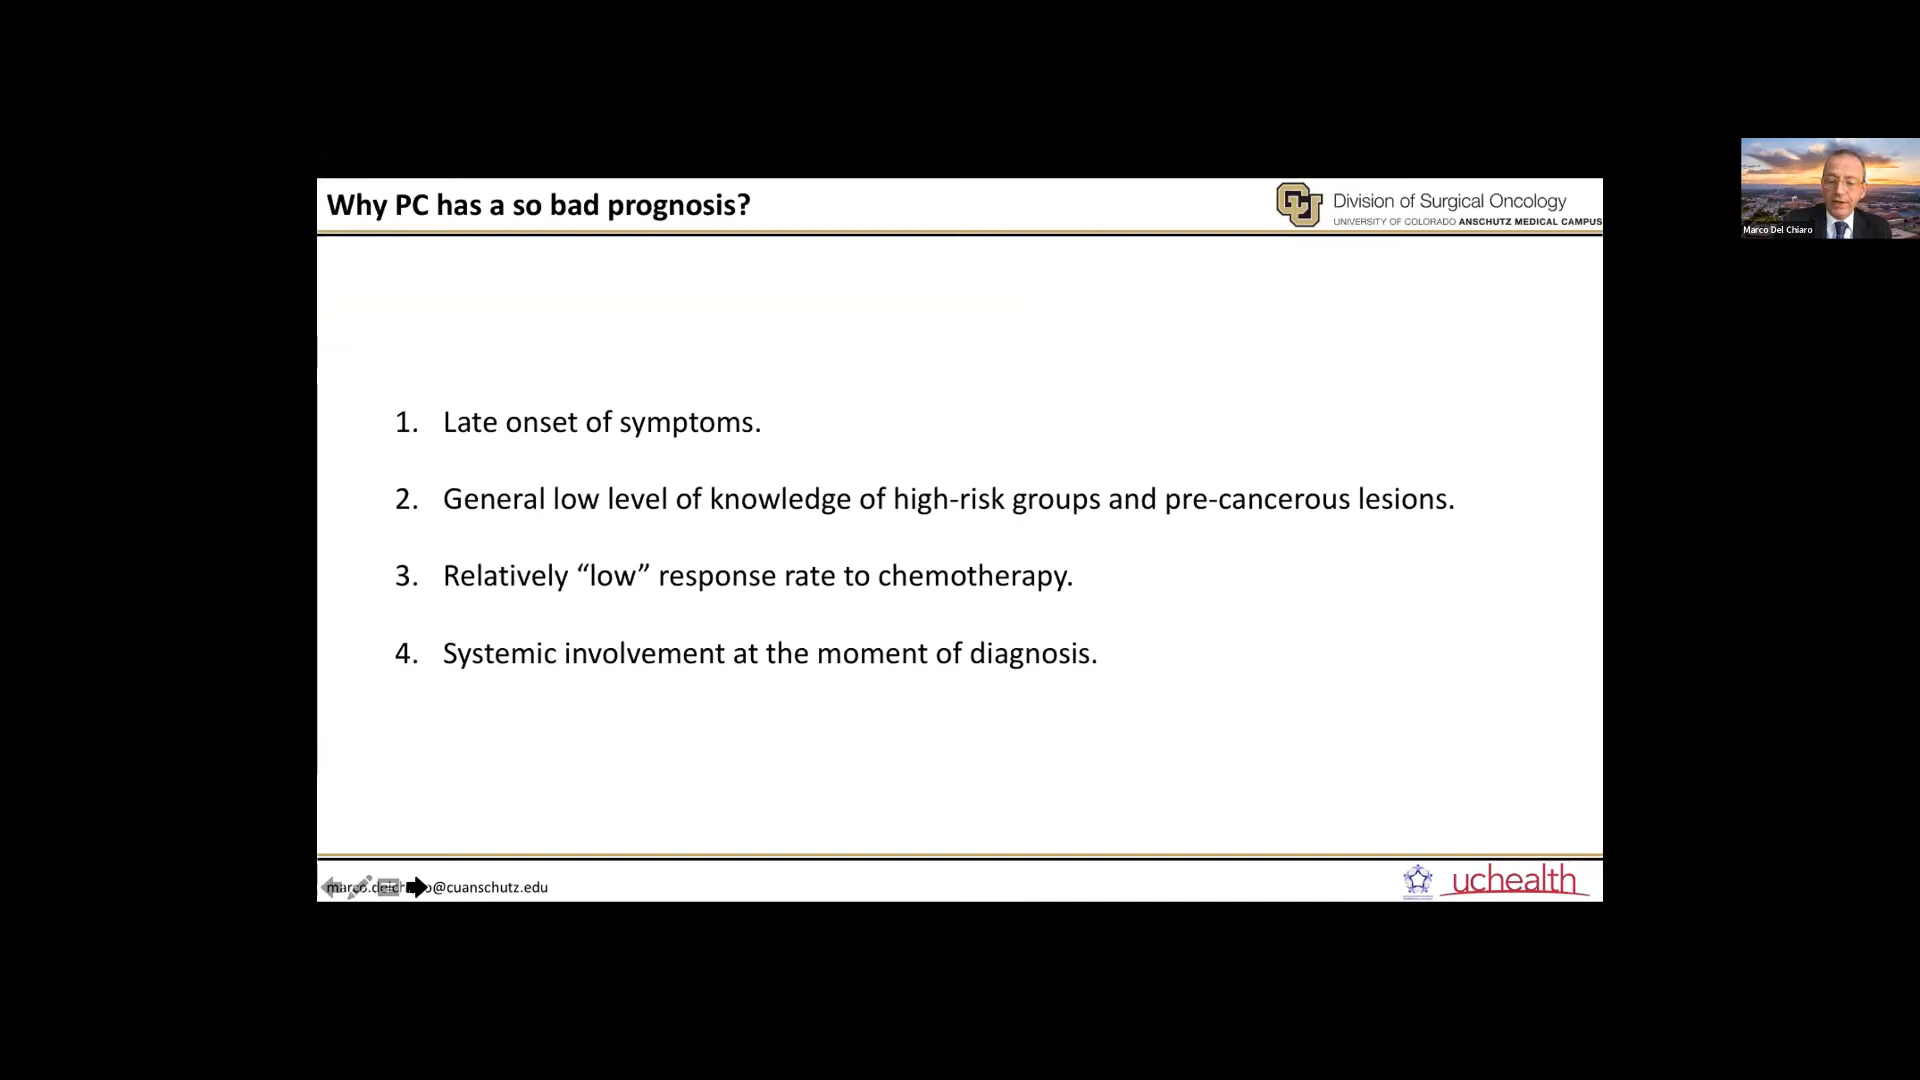 Why PC has a so bad prognosis?
Division of Surgical Oncology
UNIVERSITY OF COLORADO ANSCHUTZ MEDICAL CAMPUS
Marco Del Chiaro
1. Late onset of symptoms.
2. General low level of knowledge of high-risk groups and pre-cancerous lesions.
3. Relatively “low” response rate to chemotherapy.
4. Systemic involvement at the moment of diagnosis.
marco.delchiaro@cuanschutz.edu
uchealth